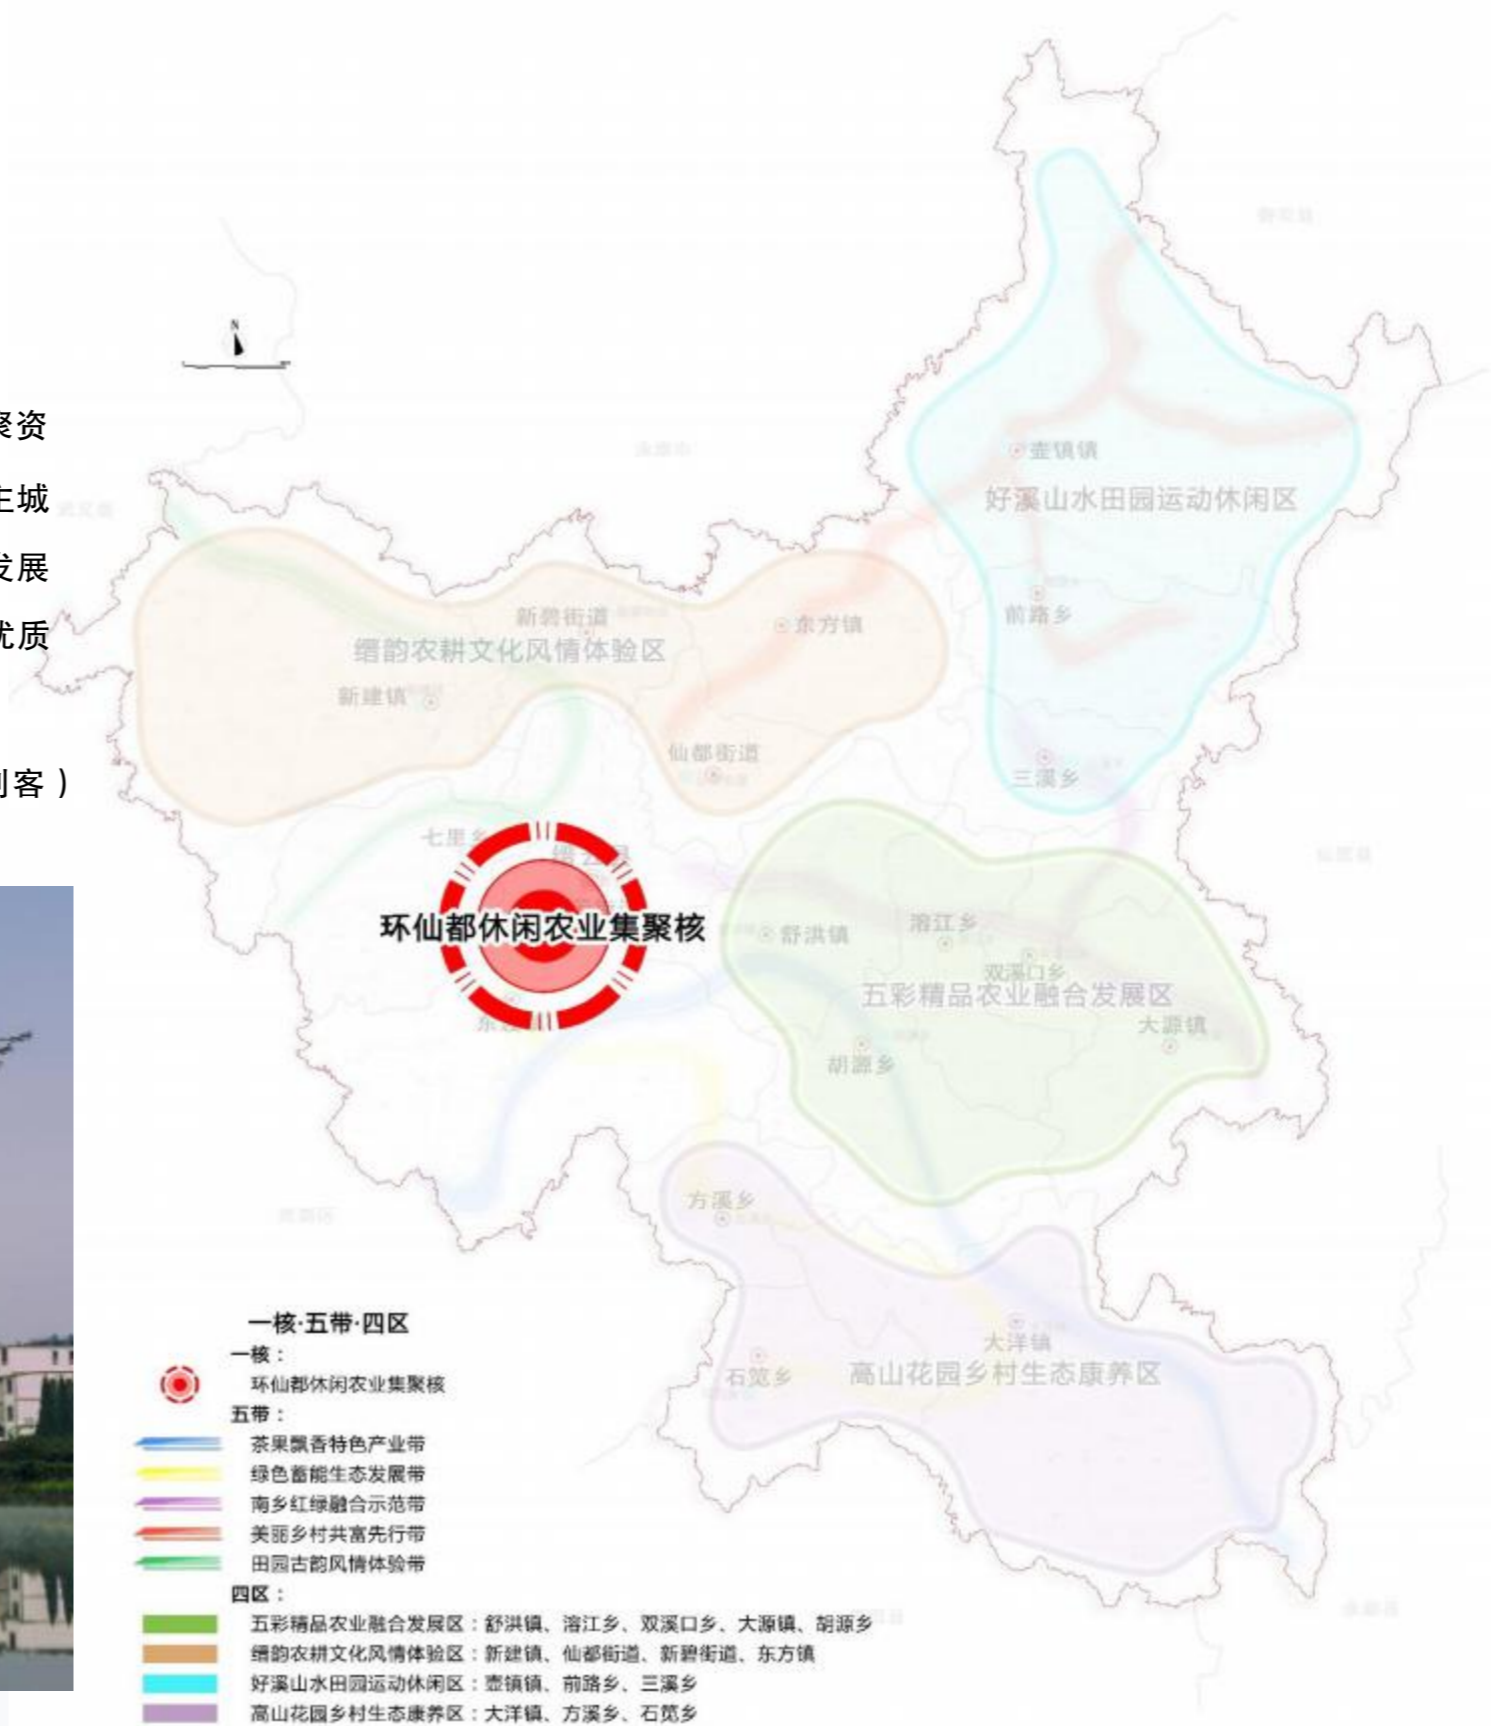 聚资
主城
发展
优质
创客）
N
壶镇镇
好溪山水田园运动休闲区
前路乡
新碧街道
东方镇
缙韵农耕文化风情体验区
新建镇
仙都街道
三溪乡
七里
环仙都休闲农业集聚核
舒洪镇
溶江乡
双溪口乡
五彩精品农业融合发展区
大源镇
胡源乡
方溪乡
大洋镇
石笕乡
高山花园乡村生态康养区
一核·五带·四区
一核：
环仙都休闲农业集聚核
五带：
茶果飘香特色产业带
绿色蓄能生态发展带
南乡红绿融合示范带
美丽乡村共富先行带
田园古韵风情体验带
四区：
五彩精品农业融合发展区：舒洪镇、溶江乡、双溪口乡、大源镇、胡源乡
缙韵农耕文化风情体验区：新建镇、仙都街道、新碧街道、东方镇
好溪山水田园运动休闲区：壶镇镇、前路乡、三溪乡
高山花园乡村生态康养区：大洋镇、方溪乡、石笕乡